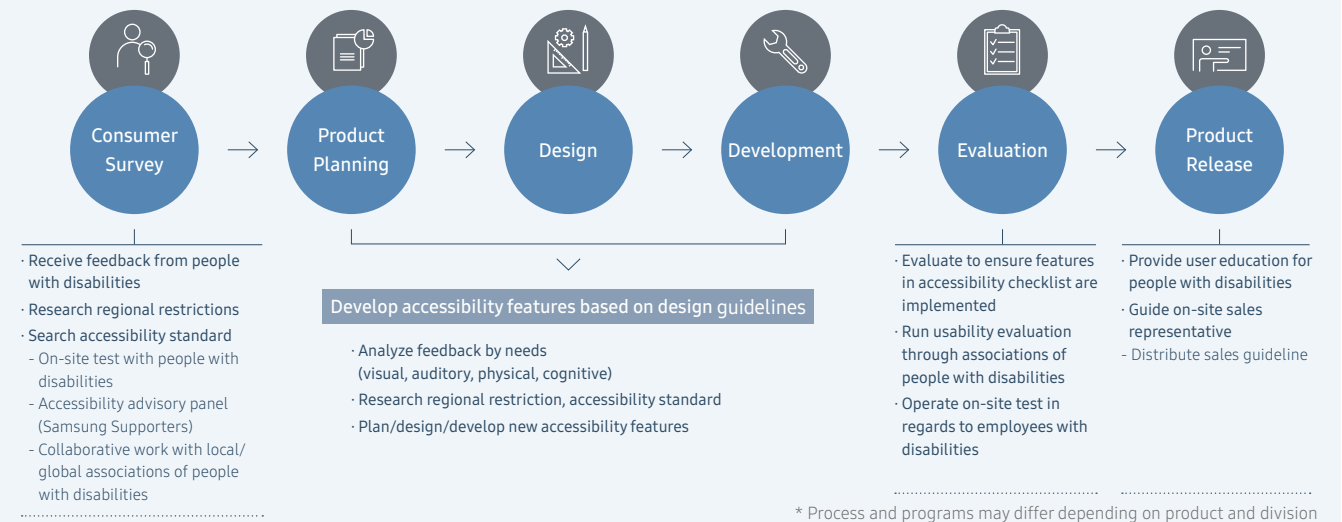 Consumer
Survey
Product
Planning
Design
Development
Evaluation
Product
Release
· Receive feedback from people
with disabilities
· Research regional restrictions
· Search accessibility standard
- On-site test with people with
disabilities
- Accessibility advisory panel
(Samsung Supporters)
- Collaborative work with local/
global associations of people
with disabilities
Develop accessibility features based on design guidelines
· Analyze feedback by needs
(visual, auditory, physical, cognitive)
· Research regional restriction, accessibility standard
· Plan/design/develop new accessibility features
· Evaluate to ensure features
in accessibility checklist are
implemented
· Run usability evaluation
through associations of
people with disabilities
· Operate on-site test in
regards to employees with
disabilities
· Provide user education for
people with disabilities
· Guide on-site sales
representative
- Distribute sales guideline
* Process and programs may differ depending on product and division